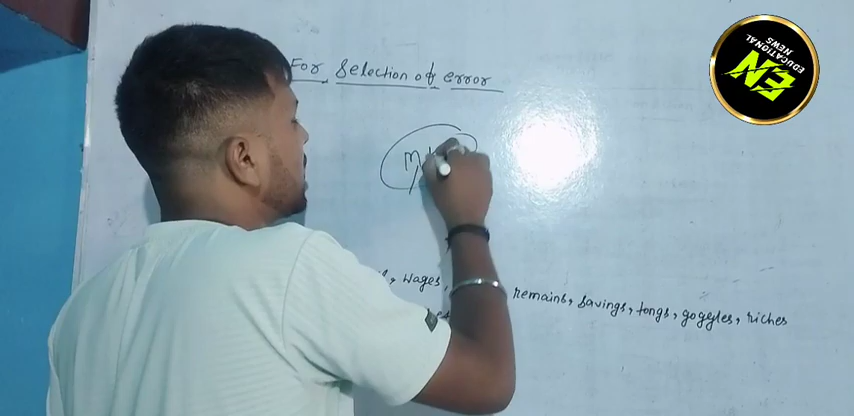 For Selection of error
wages, remains, savings, tongs, goggles, riches
EDUCATIONAL
NEWS
EN